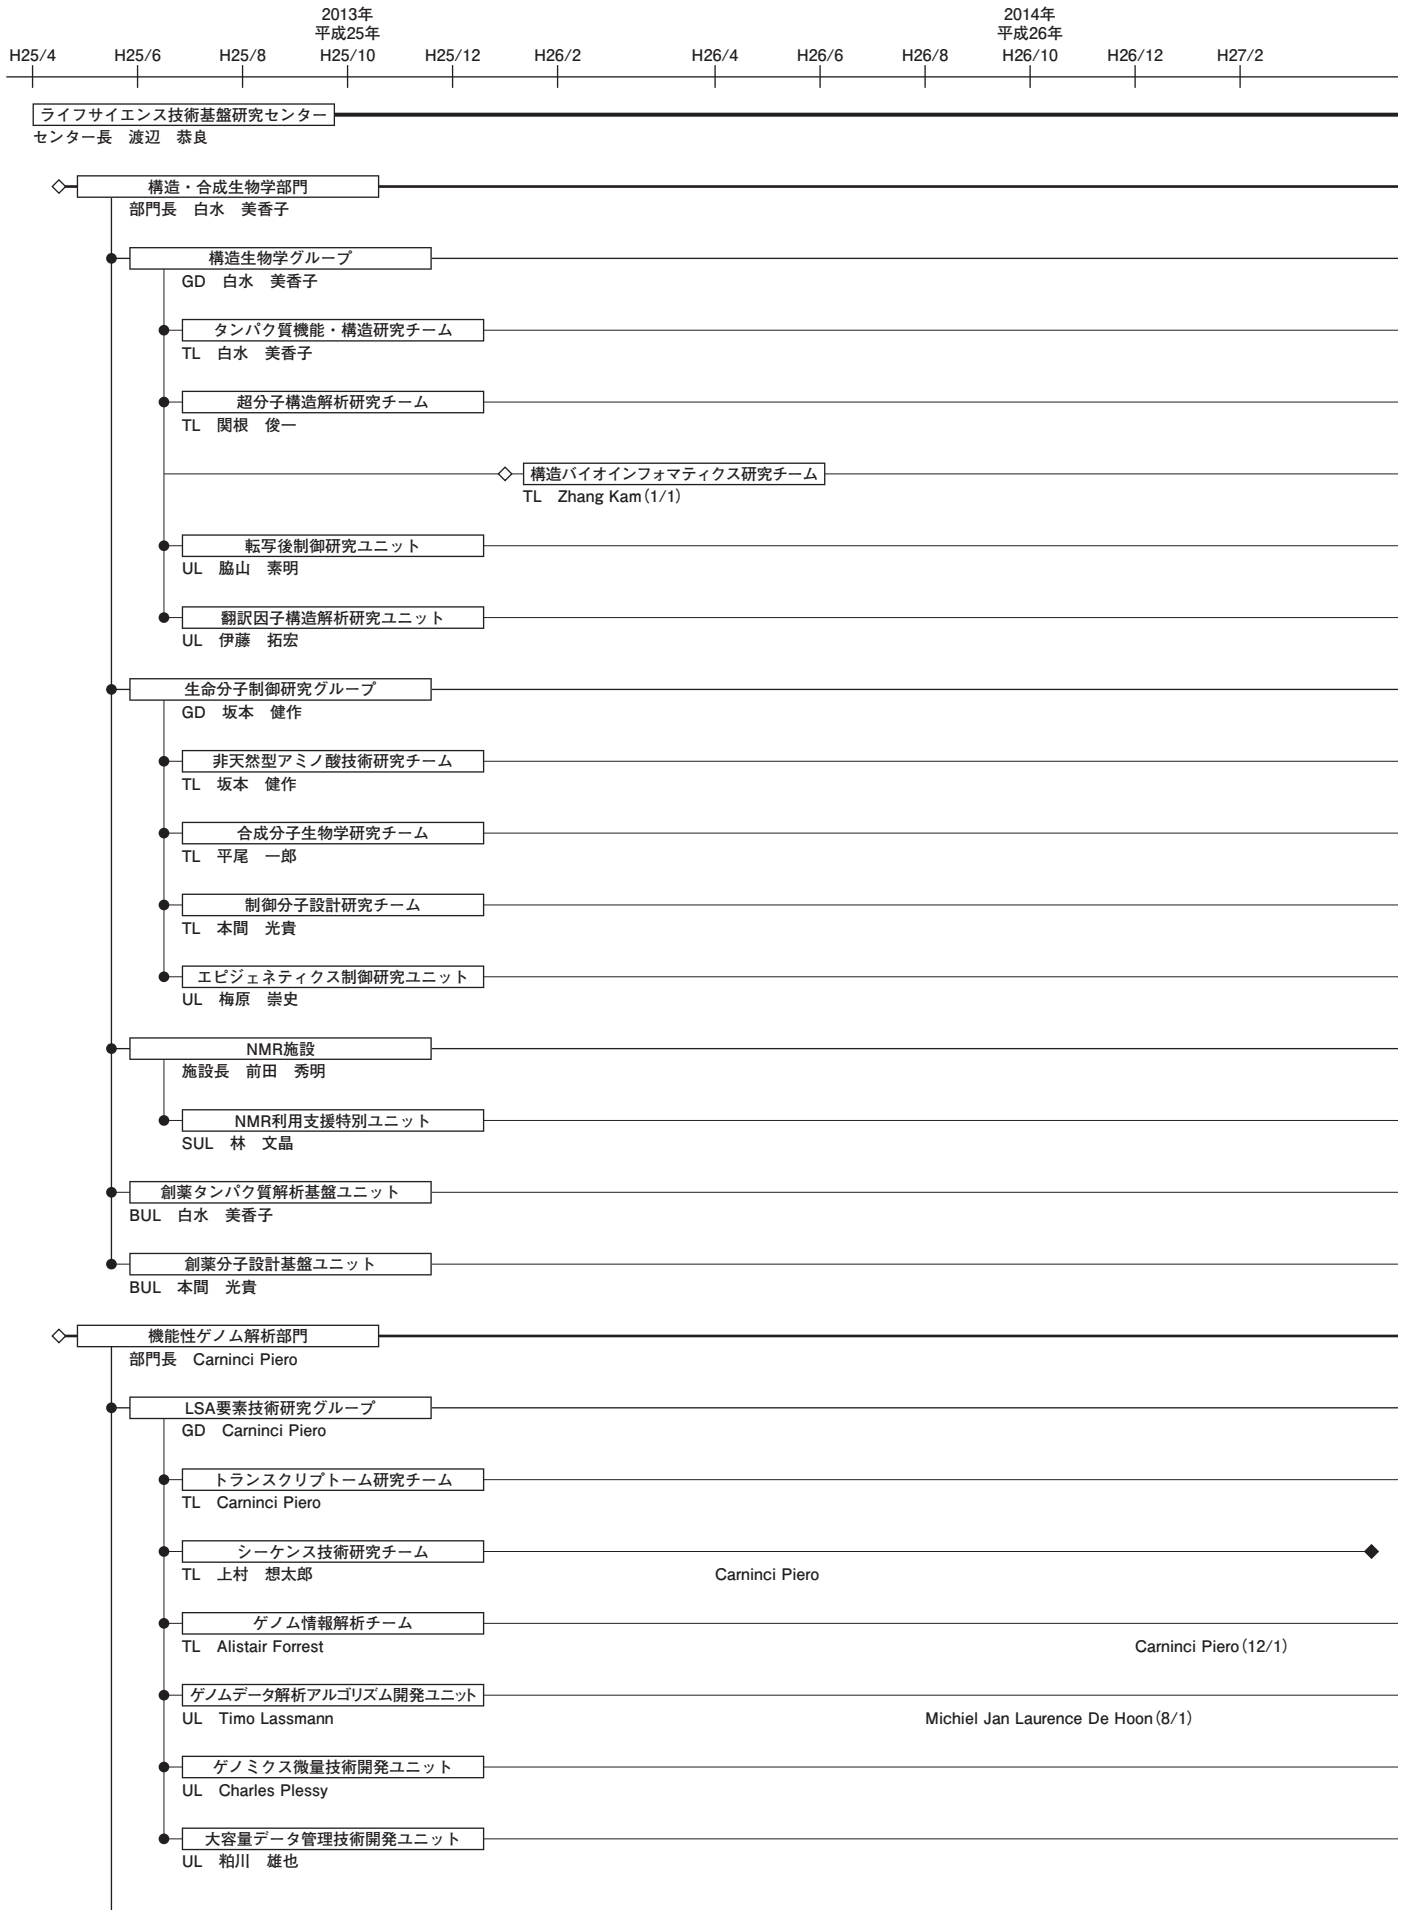 2013年
平成25年
2014年
平成26年
H25/4 H25/6 H25/8 H25/10 H25/12 H26/2 H26/4 H26/6 H26/8 H26/10 H26/12 H27/2
ライフサイエンス技術基盤研究センター
センター長 渡辺 恭良
構造・合成生物学部門
部門長 白水 美香子
構造生物学グループ
GD 白水 美香子
タンパク質機能・構造研究チーム
TL 白水 美香子
超分子構造解析研究チーム
TL 関根 俊一
構造バイオインフォマティクス研究チーム
TL Zhang Kam(1/1)
転写後制御研究ユニット
UL 脇山 素明
翻訳因子構造解析研究ユニット
UL 伊藤 拓宏
生命分子制御研究グループ
GD 坂本 健作
非天然型アミノ酸技術研究チーム
TL 坂本 健作
合成分子生物学研究チーム
TL 平尾 一郎
制御分子設計研究チーム
TL 本間 光貴
エピジェネティクス制御研究ユニット
UL 梅原 崇史
NMR施設
施設長 前田 秀明
NMR利用支援特別ユニット
SUL 林 文晶
創薬タンパク質解析基盤ユニット
BUL 白水 美香子
創薬分子設計基盤ユニット
BUL 本間 光貴
機能性ゲノム解析部門
部門長 Carninci Piero
LSA要素技術研究グループ
GD Carninci Piero
トランスクリプトーム研究チーム
TL Carninci Piero
シーケンス技術研究チーム
TL 上村 想太郎 Carninci Piero
ゲノム情報解析チーム
TL Alistair Forrest Carninci Piero(12/1)
ゲノムデータ解析アルゴリズム開発ユニット
UL Timo Lassmann Michiel Jan Laurence De Hoon(8/1)
ゲノミクス微量技術開発ユニット
UL Charles Plessy
大容量データ管理技術開発ユニット
UL 粕川 雄也